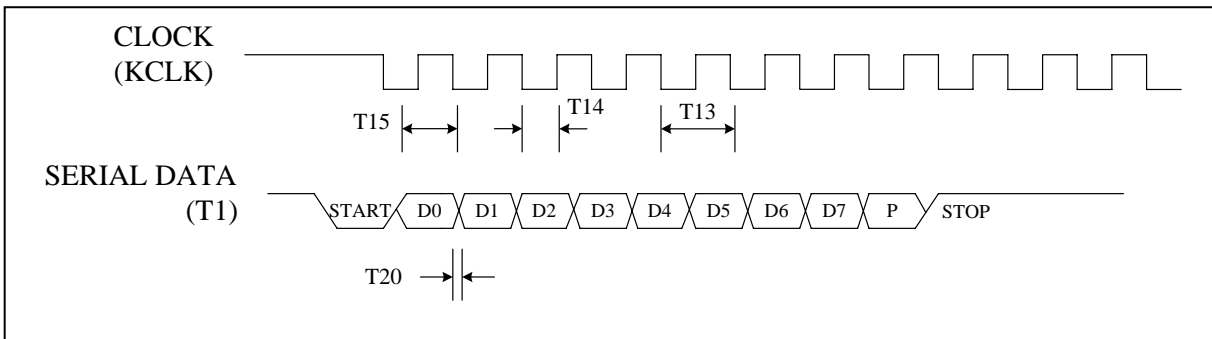 CLOCK
(KCLK)
T15
T14
T13
SERIAL DATA
(T1)
START D0 D1 D2 D3 D4 D5 D6 D7 P STOP
T20